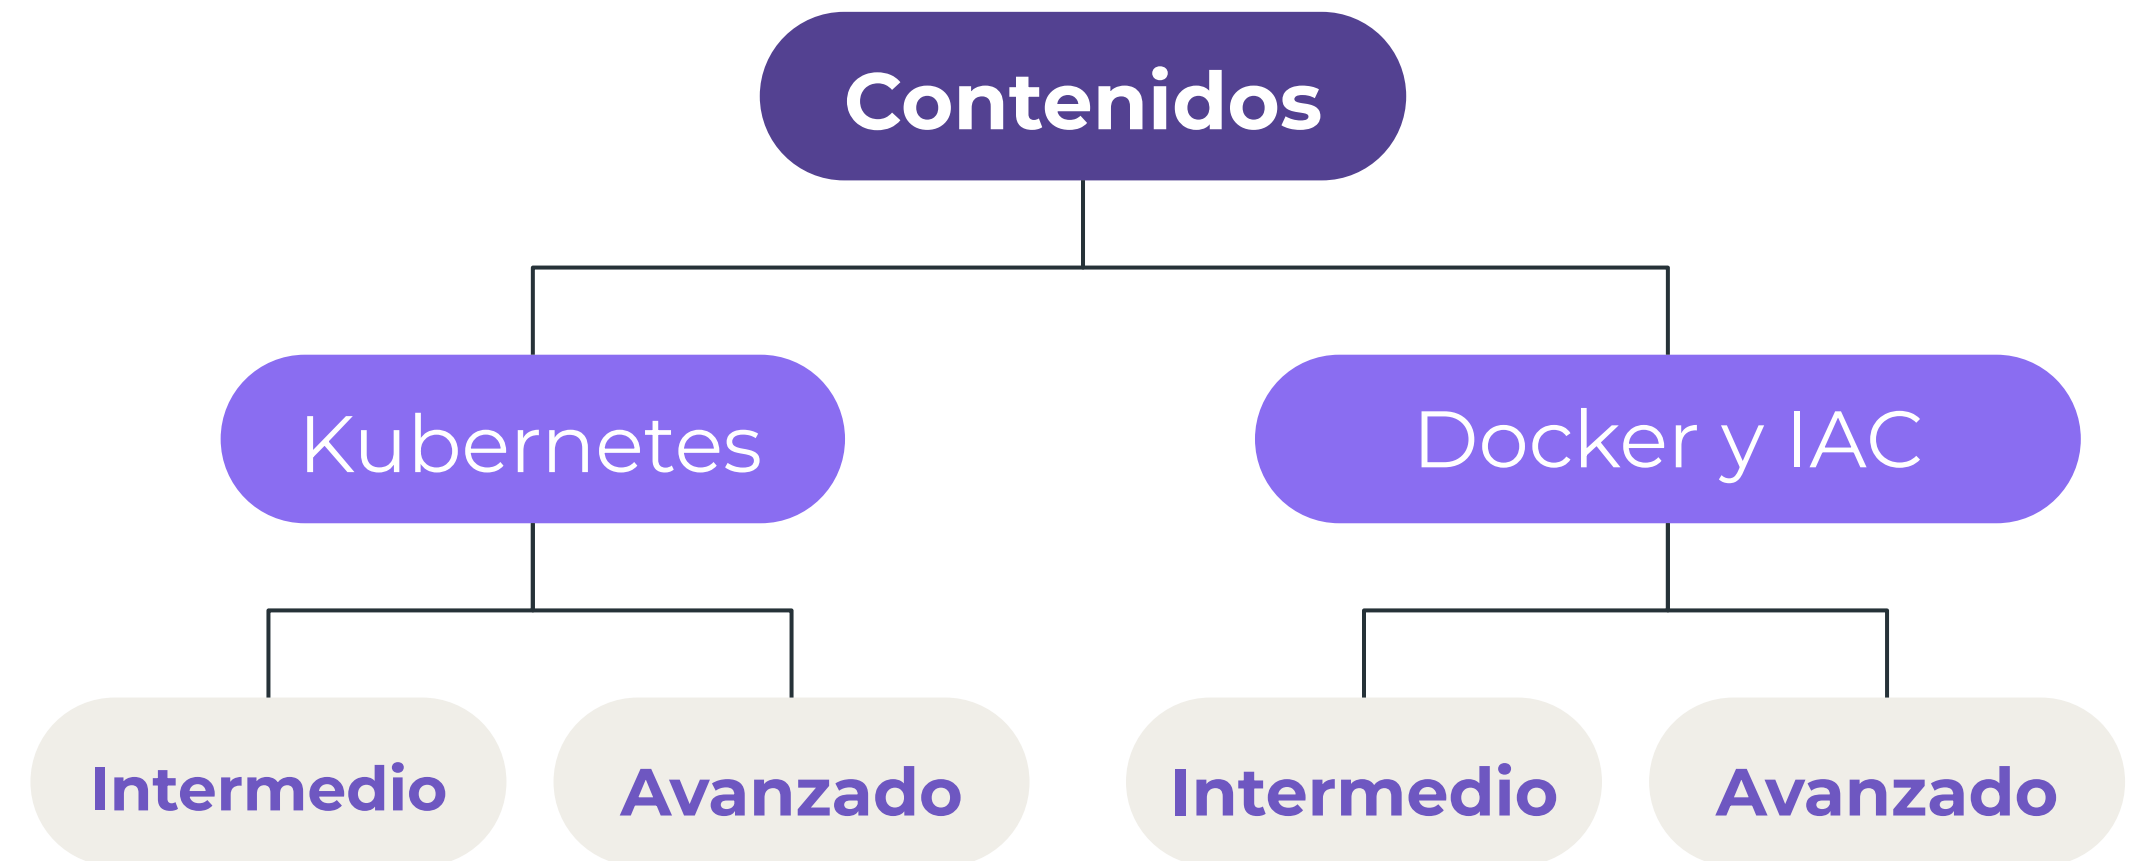 Contenidos
Kubernetes
Docker y IAC
Intermedio
Avanzado
Intermedio
Avanzado